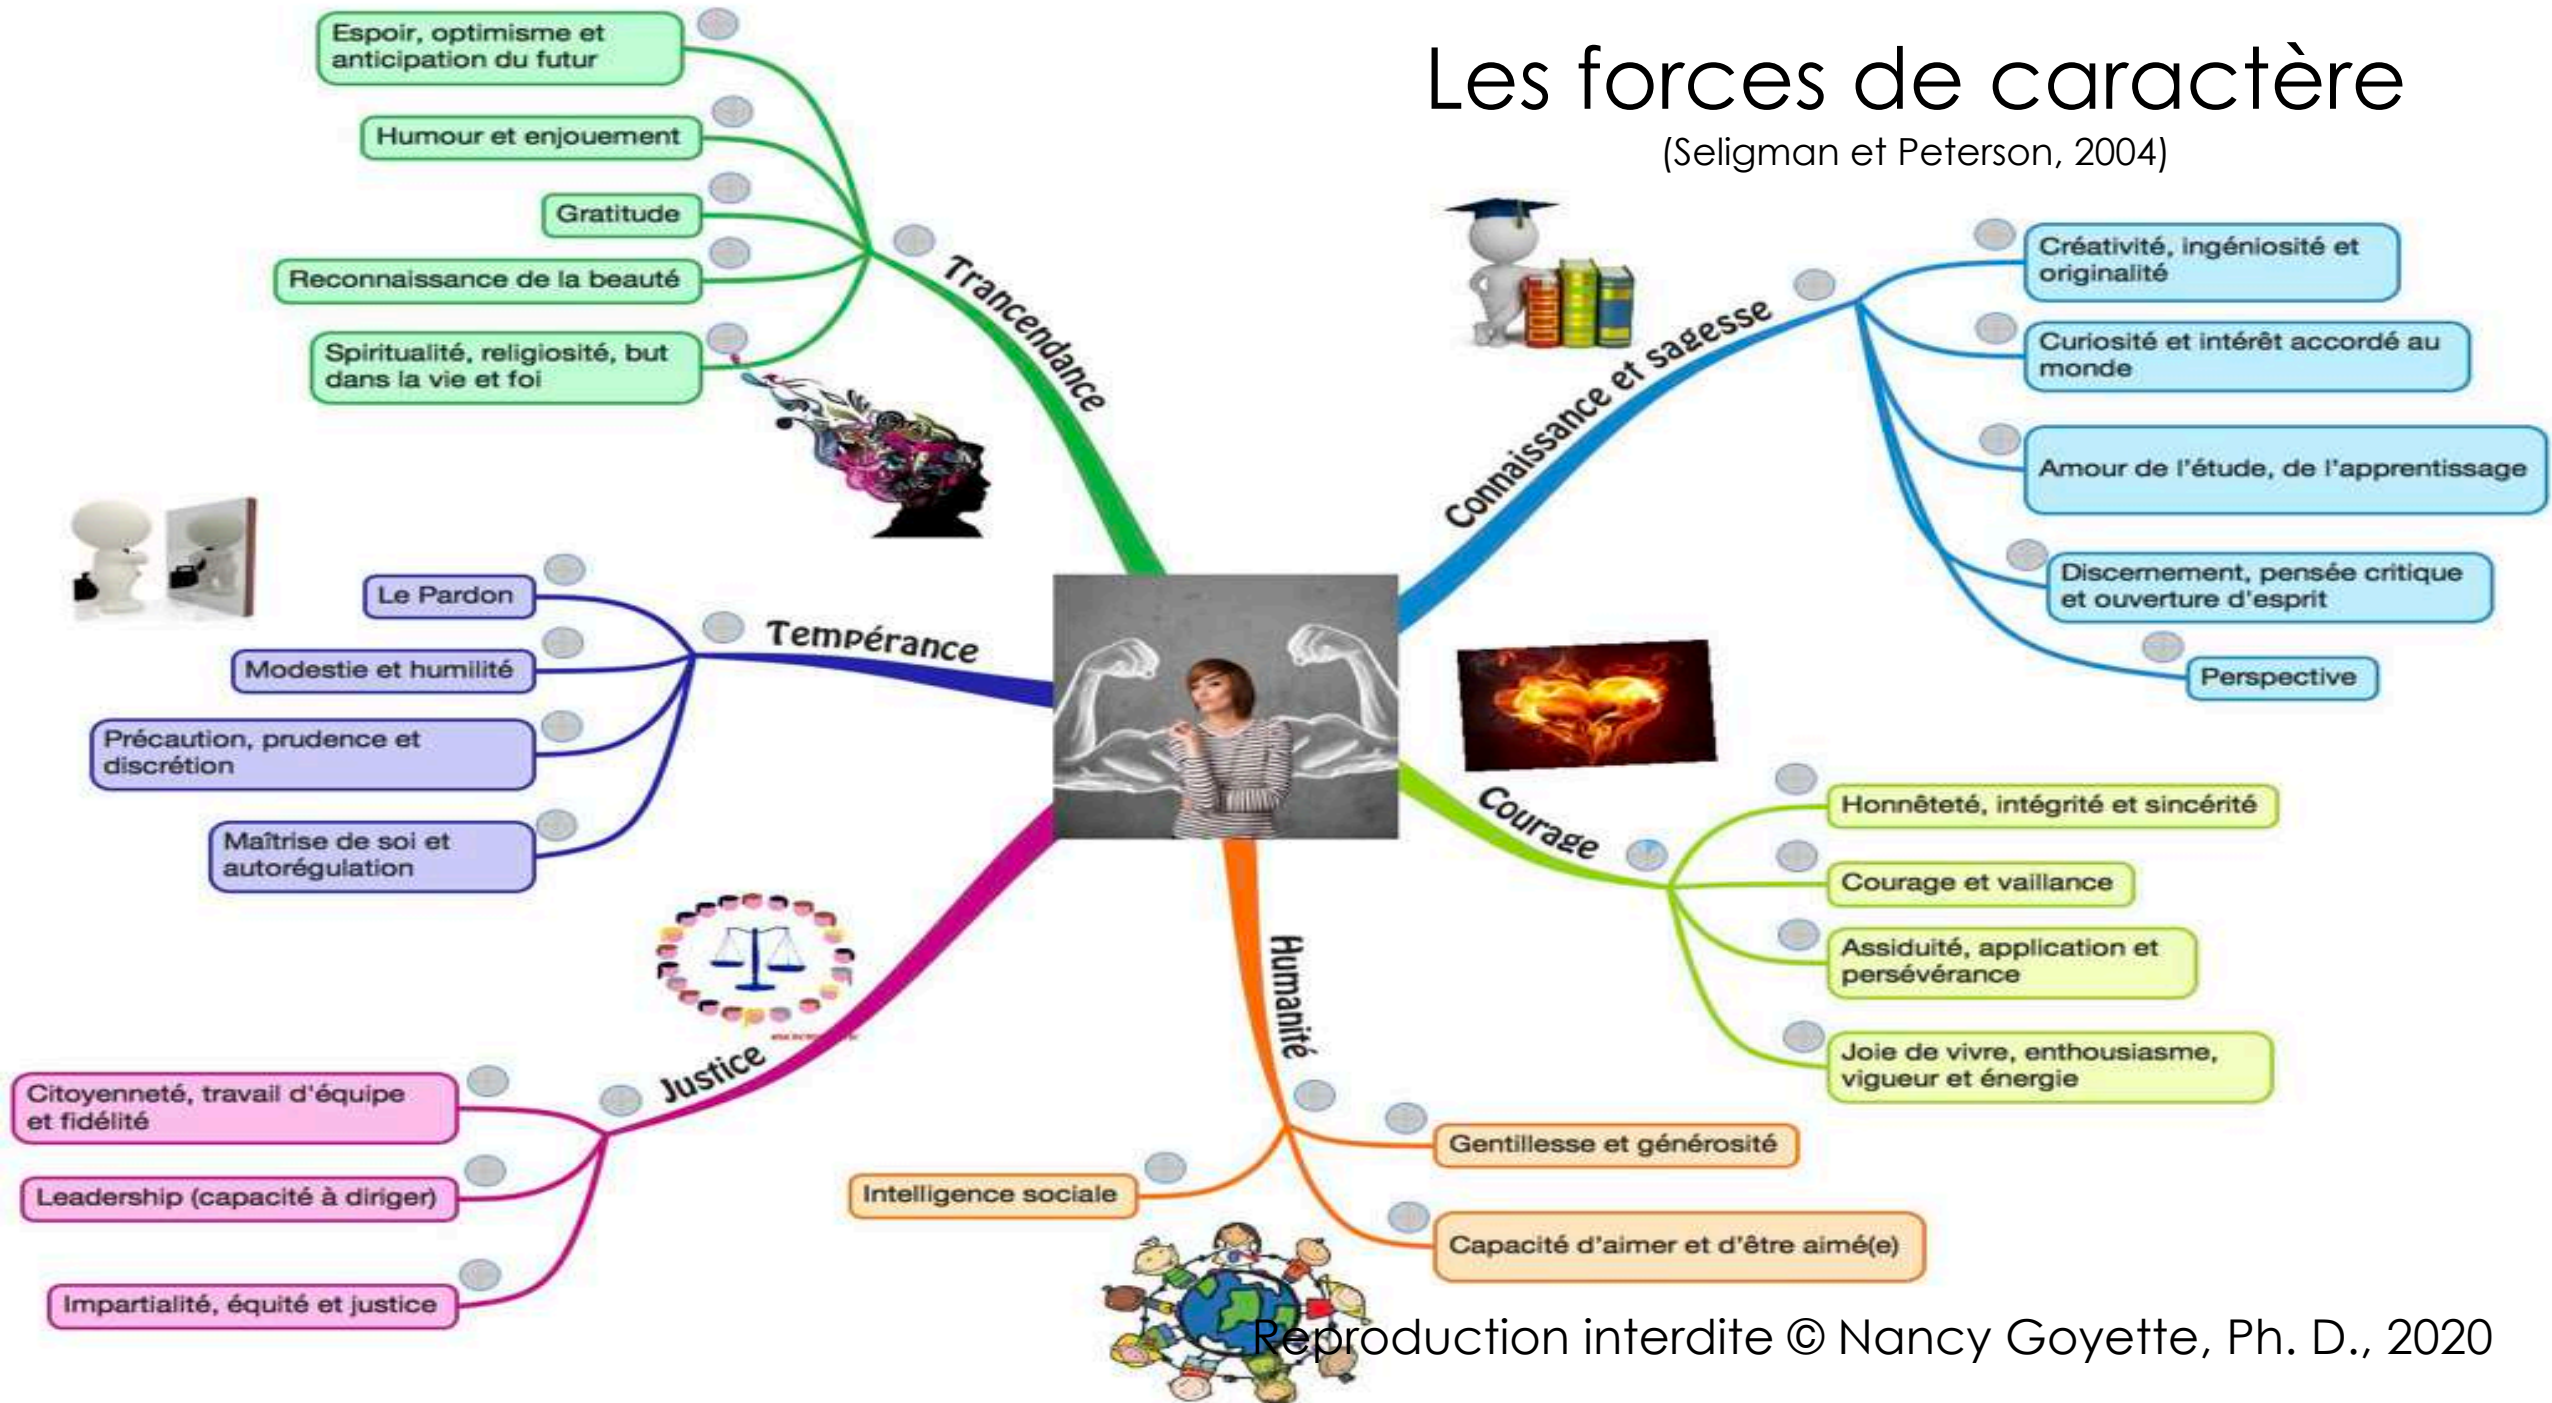 Les forces de caractère
(Seligman et Peterson, 2004)
Espoir, optimisme et
anticipation du futur
Humour et enjouement
Gratitude
Reconnaissance de la beauté
Spiritualité, religiosité, but
dans la vie et foi
Trancendance
Connaissance et sagesse
Créativité, ingéniosité et
originalité
Curiosité et intérêt accordé au
monde
Amour de l'étude, de l'apprentissage
Discernement, pensée critique
et ouverture d'esprit
Perspective
Tempérance
Le Pardon
Modestie et humilité
Précaution, prudence et
discrétion
Maîtrise de soi et
autorégulation
Courage
Honnêteté, intégrité et sincérité
Courage et vaillance
Assiduité, application et
persévérance
Joie de vivre, enthousiasme,
vigueur et énergie
Justice
Citoyenneté, travail d'équipe
et fidélité
Leadership (capacité à diriger)
Impartialité, équité et justice
Humanité
Gentillesse et générosité
Intelligence sociale
Capacité d'aimer et d'être aimé(e)
Reproduction interdite © Nancy Goyette, Ph. D., 2020